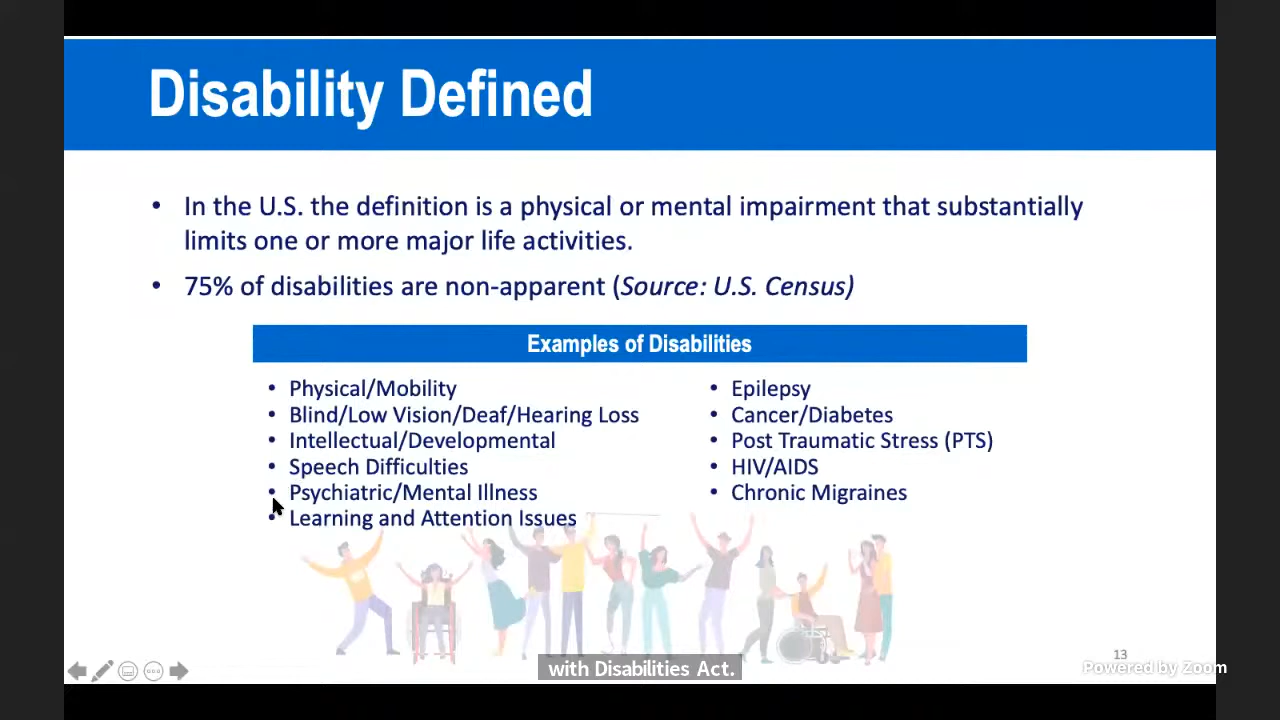 Disability Defined
• In the U.S. the definition is a physical or mental impairment that substantially
limits one or more major life activities.
• 75% of disabilities are non-apparent (Source: U.S. Census)
Examples of Disabilities
• Physical/Mobility
• Blind/Low Vision/Deaf/Hearing Loss
• Intellectual/Developmental
• Speech Difficulties
• Psychiatric/Mental Illness
• Learning and Attention Issues
• Epilepsy
• Cancer/Diabetes
• Post Traumatic Stress (PTS)
• HIV/AIDS
• Chronic Migraines
13
with Disabilities Act.
Powered by Zoom